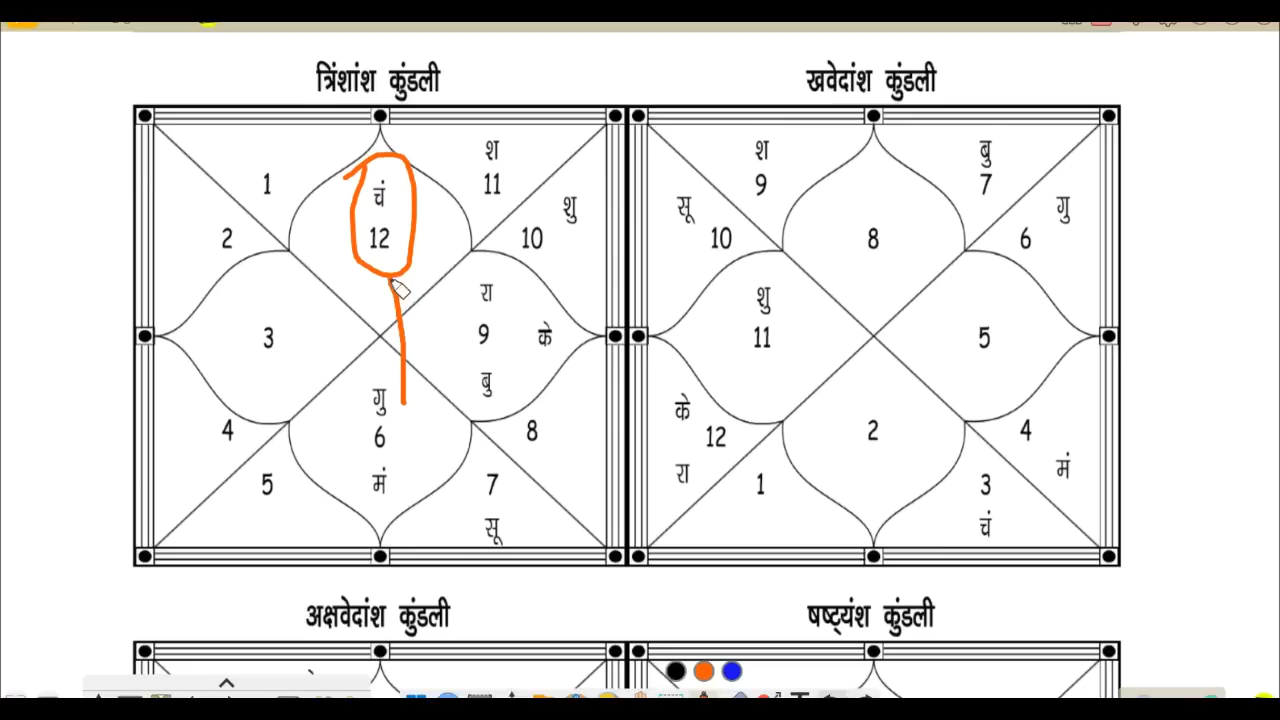 त्रिंशांश कुंडली
खवेदांश कुंडली
श
1
चं
11
2
12
10
शु
रा
3
9
के
बु
गु
4
6
8
5
मं
7
सू
श
बु
9
7
सू
गु
10
8
6
शु
11
5
के
12
2
4
रा
मं
1
3
चं
अक्षवेदांश कुंडली
षष्ट्यंश कुंडली